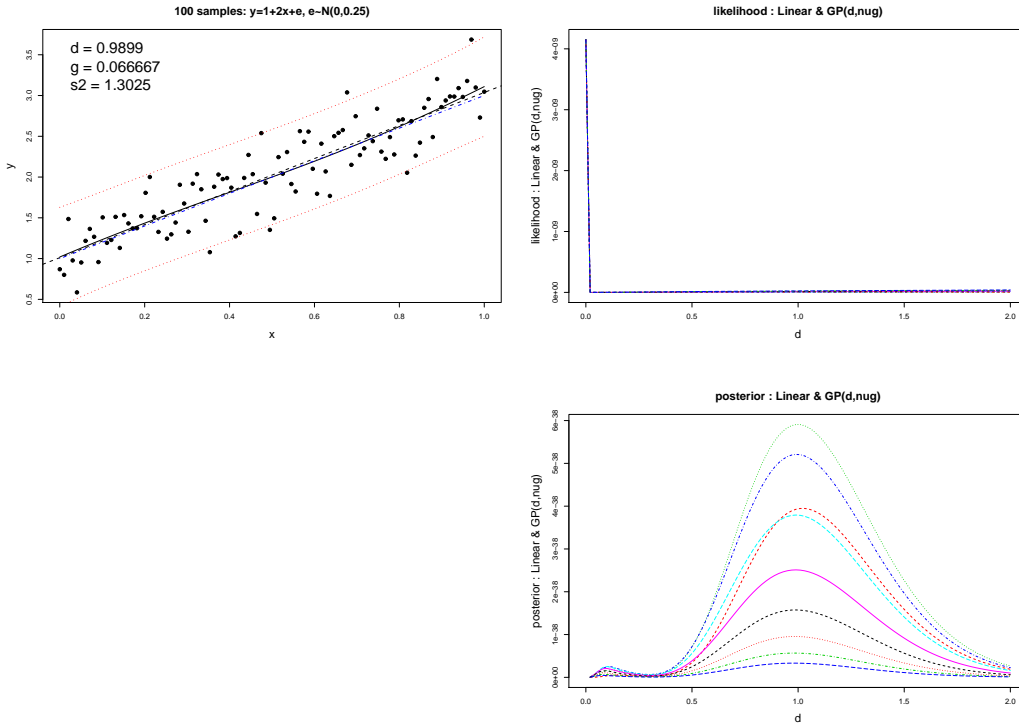 100 samples: y=1+2x+e, e~N(0,0.25)
d = 0.9899
g = 0.066667
s2 = 1.3025
y
0.5 1.0 1.5 2.0 2.5 3.0 3.5
0.0 0.2 0.4 0.6 0.8 1.0
x
likelihood : Linear & GP(d,nug)
likelihood : Linear & GP(d,nug)
0e+00 1e-09 2e-09 3e-09 4e-09
0.0 0.5 1.0 1.5 2.0
d
posterior : Linear & GP(d,nug)
posterior : Linear & GP(d,nug)
0e+00 1e-38 2e-38 3e-38 4e-38 5e-38 6e-38
0.0 0.5 1.0 1.5 2.0
d